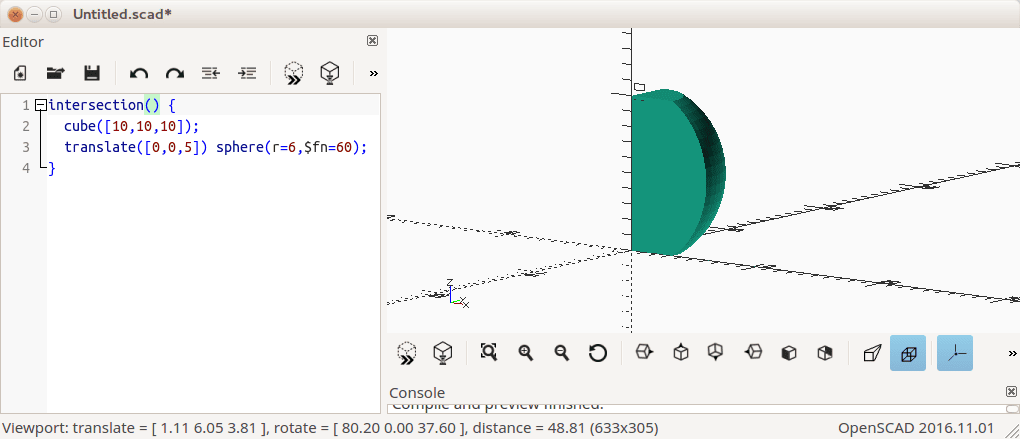 Untitled.scad*
Editor
1 intersection() {
2 cube([10,10,10]);
3 translate([0,0,5]) sphere(r=6,$fn=60);
4 }
Z
X
Console
Compile and preview finished.
Viewport: translate = [ 1.11 6.05 3.81 ], rotate = [ 80.20 0.00 37.60 ], distance = 48.81 (633x305)
OpenSCAD 2016.11.01